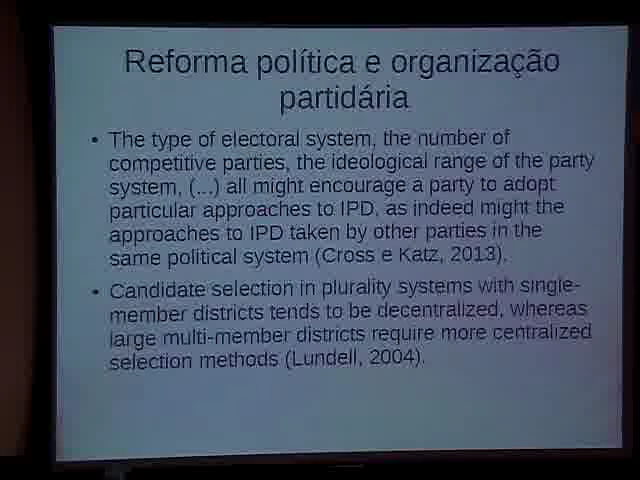 Reforma política e organização
partidária
• The type of electoral system, the number of
competitive parties, the ideological range of the party
system, (...) all might encourage a party to adopt
particular approaches to IPD, as indeed might the
approaches to IPD taken by other parties in the
same political system (Cross e Katz, 2013).
• Candidate selection in plurality systems with single-
member districts tends to be decentralized, whereas
large multi-member districts require more centralized
selection methods (Lundell, 2004).